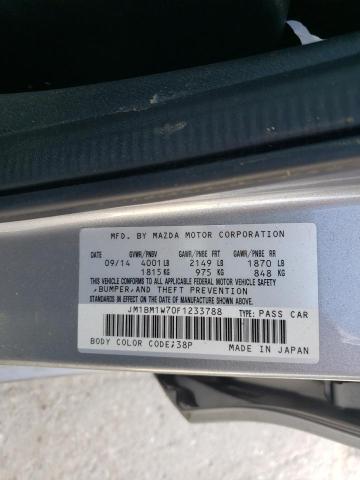 MFD. BY MAZDA MOTOR CORPORATION
DATE GVWR/PNBV GAWR/PNBE FRT GAWR/PNBE RR
09/14 4001 LB 2149 LB 1870 LB
1815 KG 975 KG 848 KG
THIS VEHICLE CONFORMS TO ALL APPLICABLE FEDERAL MOTOR VEHICLE SAFETY
,BUMPER, AND THEFT PREVENTION
STANDARDS IN EFFECT ON THE DATE OF MANUFACTURE SHOWN ABOVE.
JM1BM1W70F1233788 TYPE: PASS CAR
BODY COLOR CODE;38P MADE IN JAPAN